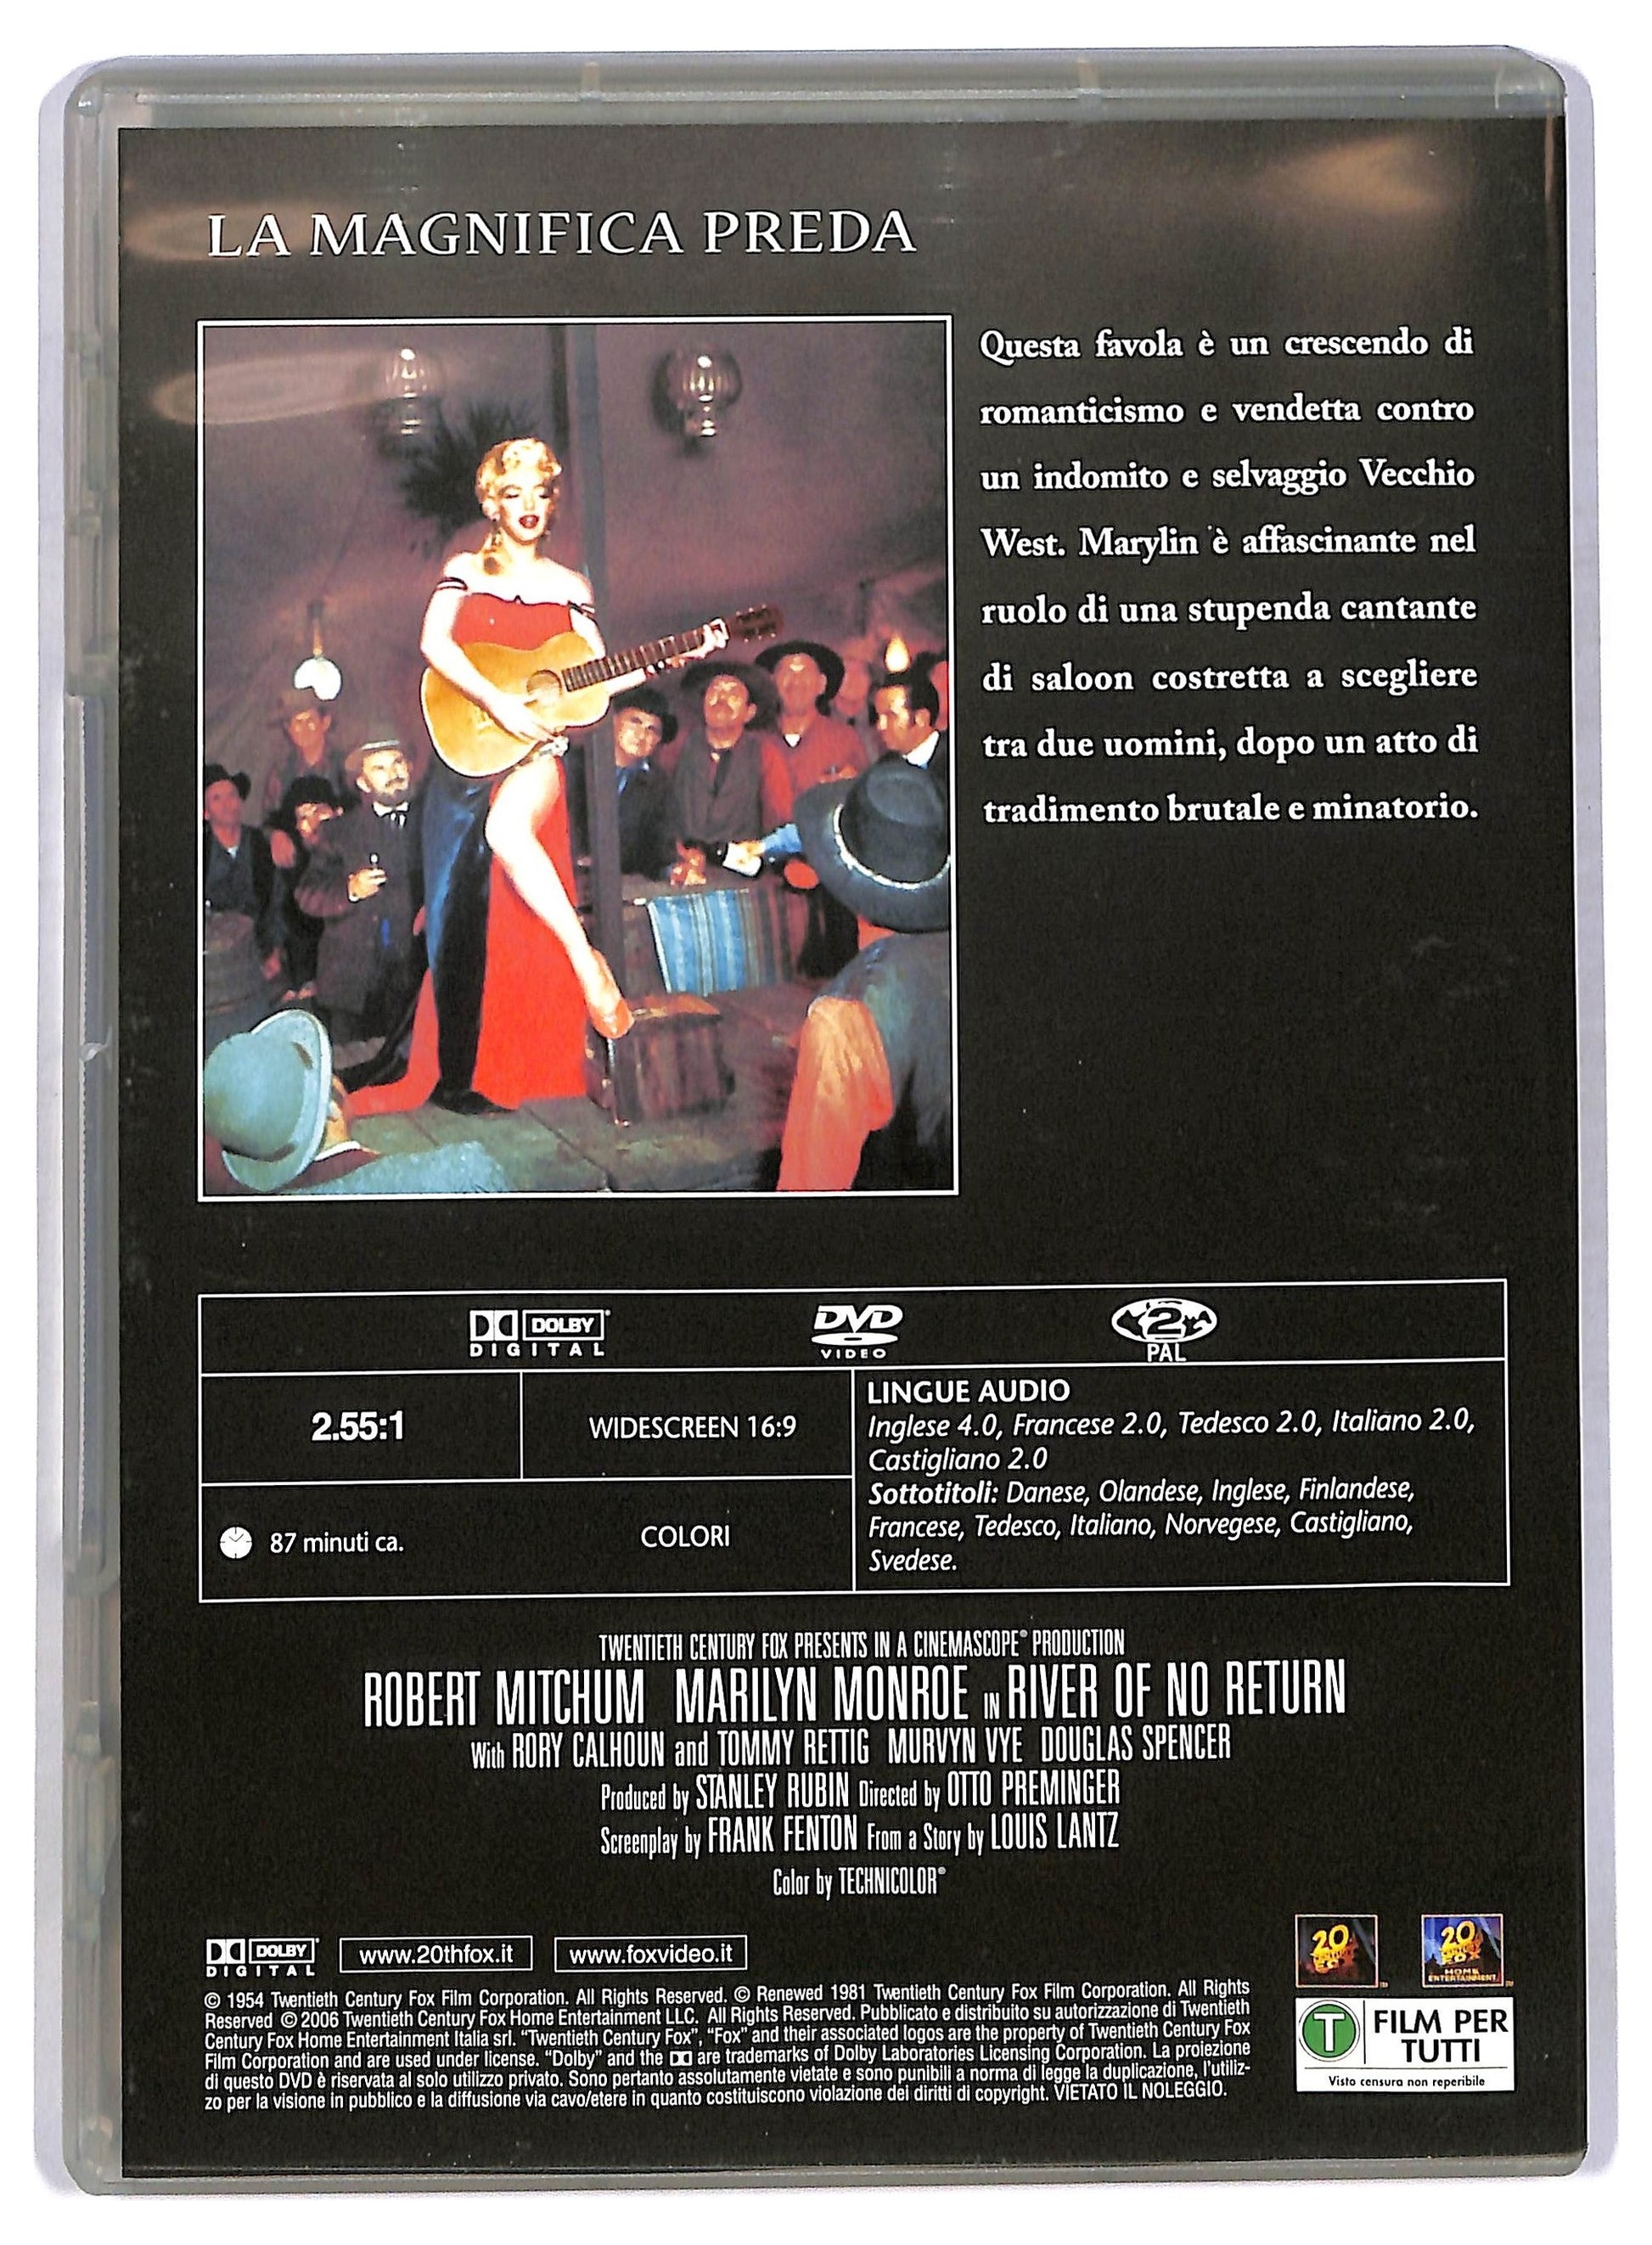 LA MAGNIFICA PREDA
Questa favola è un crescendo di
romanticismo e vendetta contro
un indomito e selvaggio Vecchio
West. Marylin è affascinante nel
ruolo di una stupenda cantante
di saloon costretta a scegliere
tra due uomini, dopo un atto di
tradimento brutale e minatorio.
DOLBY
DIGITAL
DVD
VIDEO
2
PAL
2.55:1
WIDESCREEN 16:9
87 minuti ca.
COLORI
LINGUE AUDIO
Inglese 4.0, Francese 2.0, Tedesco 2.0, Italiano 2.0,
Castigliano 2.0
Sottotitoli: Danese, Olandese, Inglese, Finlandese,
Francese, Tedesco, Italiano, Norvegese, Castigliano,
Svedese.
TWENTIETH CENTURY FOX PRESENTS IN A CINEMASCOPE® PRODUCTION
ROBERT MITCHUM MARILYN MONROE IN RIVER OF NO RETURN
With RORY CALHOUN and TOMMY RETTIG MURVYN VYE DOUGLAS SPENCER
Produced by STANLEY RUBIN Directed by OTTO PREMINGER
Screenplay by FRANK FENTON From a Story by LOUIS LANTZ
Color by TECHNICOLOR®
DOLBY
DIGITAL
www.20thfox.it
www.foxvideo.it
© 1954 Twentieth Century Fox Film Corporation. All Rights Reserved. © Renewed 1981 Twentieth Century Fox Film Corporation. All Rights
Reserved © 2006 Twentieth Century Fox Home Entertainment LLC. All Rights Reserved. Pubblicato e distribuito su autorizzazione di Twentieth
Century Fox Home Entertainment Italia srl. “Twentieth Century Fox”, “Fox” and their associated logos are the property of Twentieth Century Fox
Film Corporation and are used under license. “Dolby” and the are trademarks of Dolby Laboratories Licensing Corporation. La proiezione
di questo DVD è riservata al solo utilizzo privato. Sono pertanto assolutamente vietate e sono punibili a norma di legge la duplicazione, l’utiliz-
zo per la visione in pubblico e la diffusione via cavo/etere in quanto costituiscono violazione dei diritti di copyright. VIETATO IL NOLEGGIO.
20
CENTURY
FOX
20
CENTURY
FOX
HOME
ENTERTAINMENT
T
FILM PER
TUTTI
Visto censura non reperibile